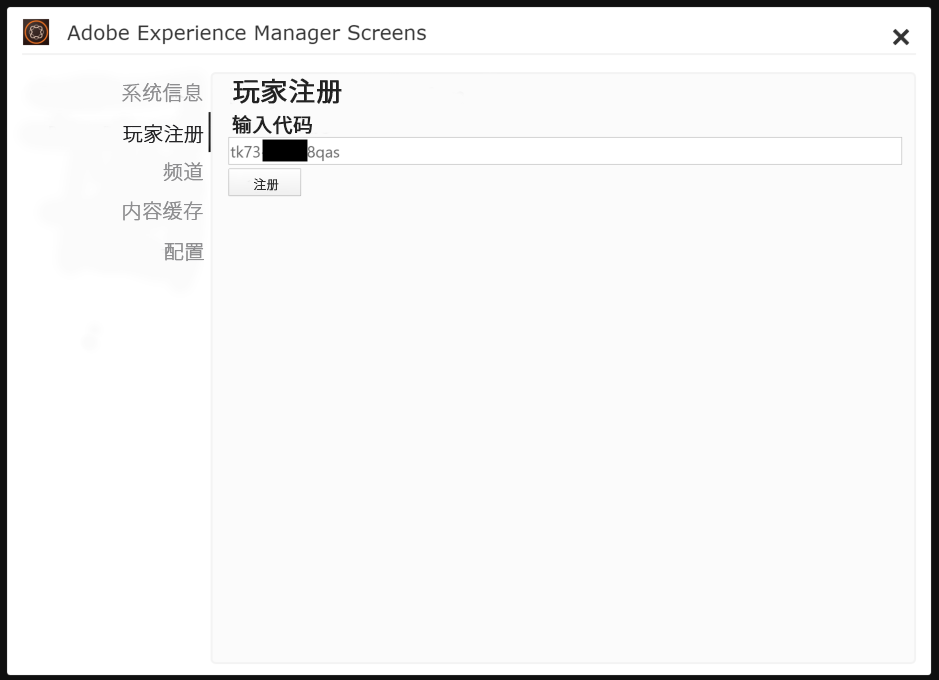 Adobe Experience Manager Screens
系统信息
玩家注册
频道
内容缓存
配置
玩家注册
输入代码
tk73 8qas
注册